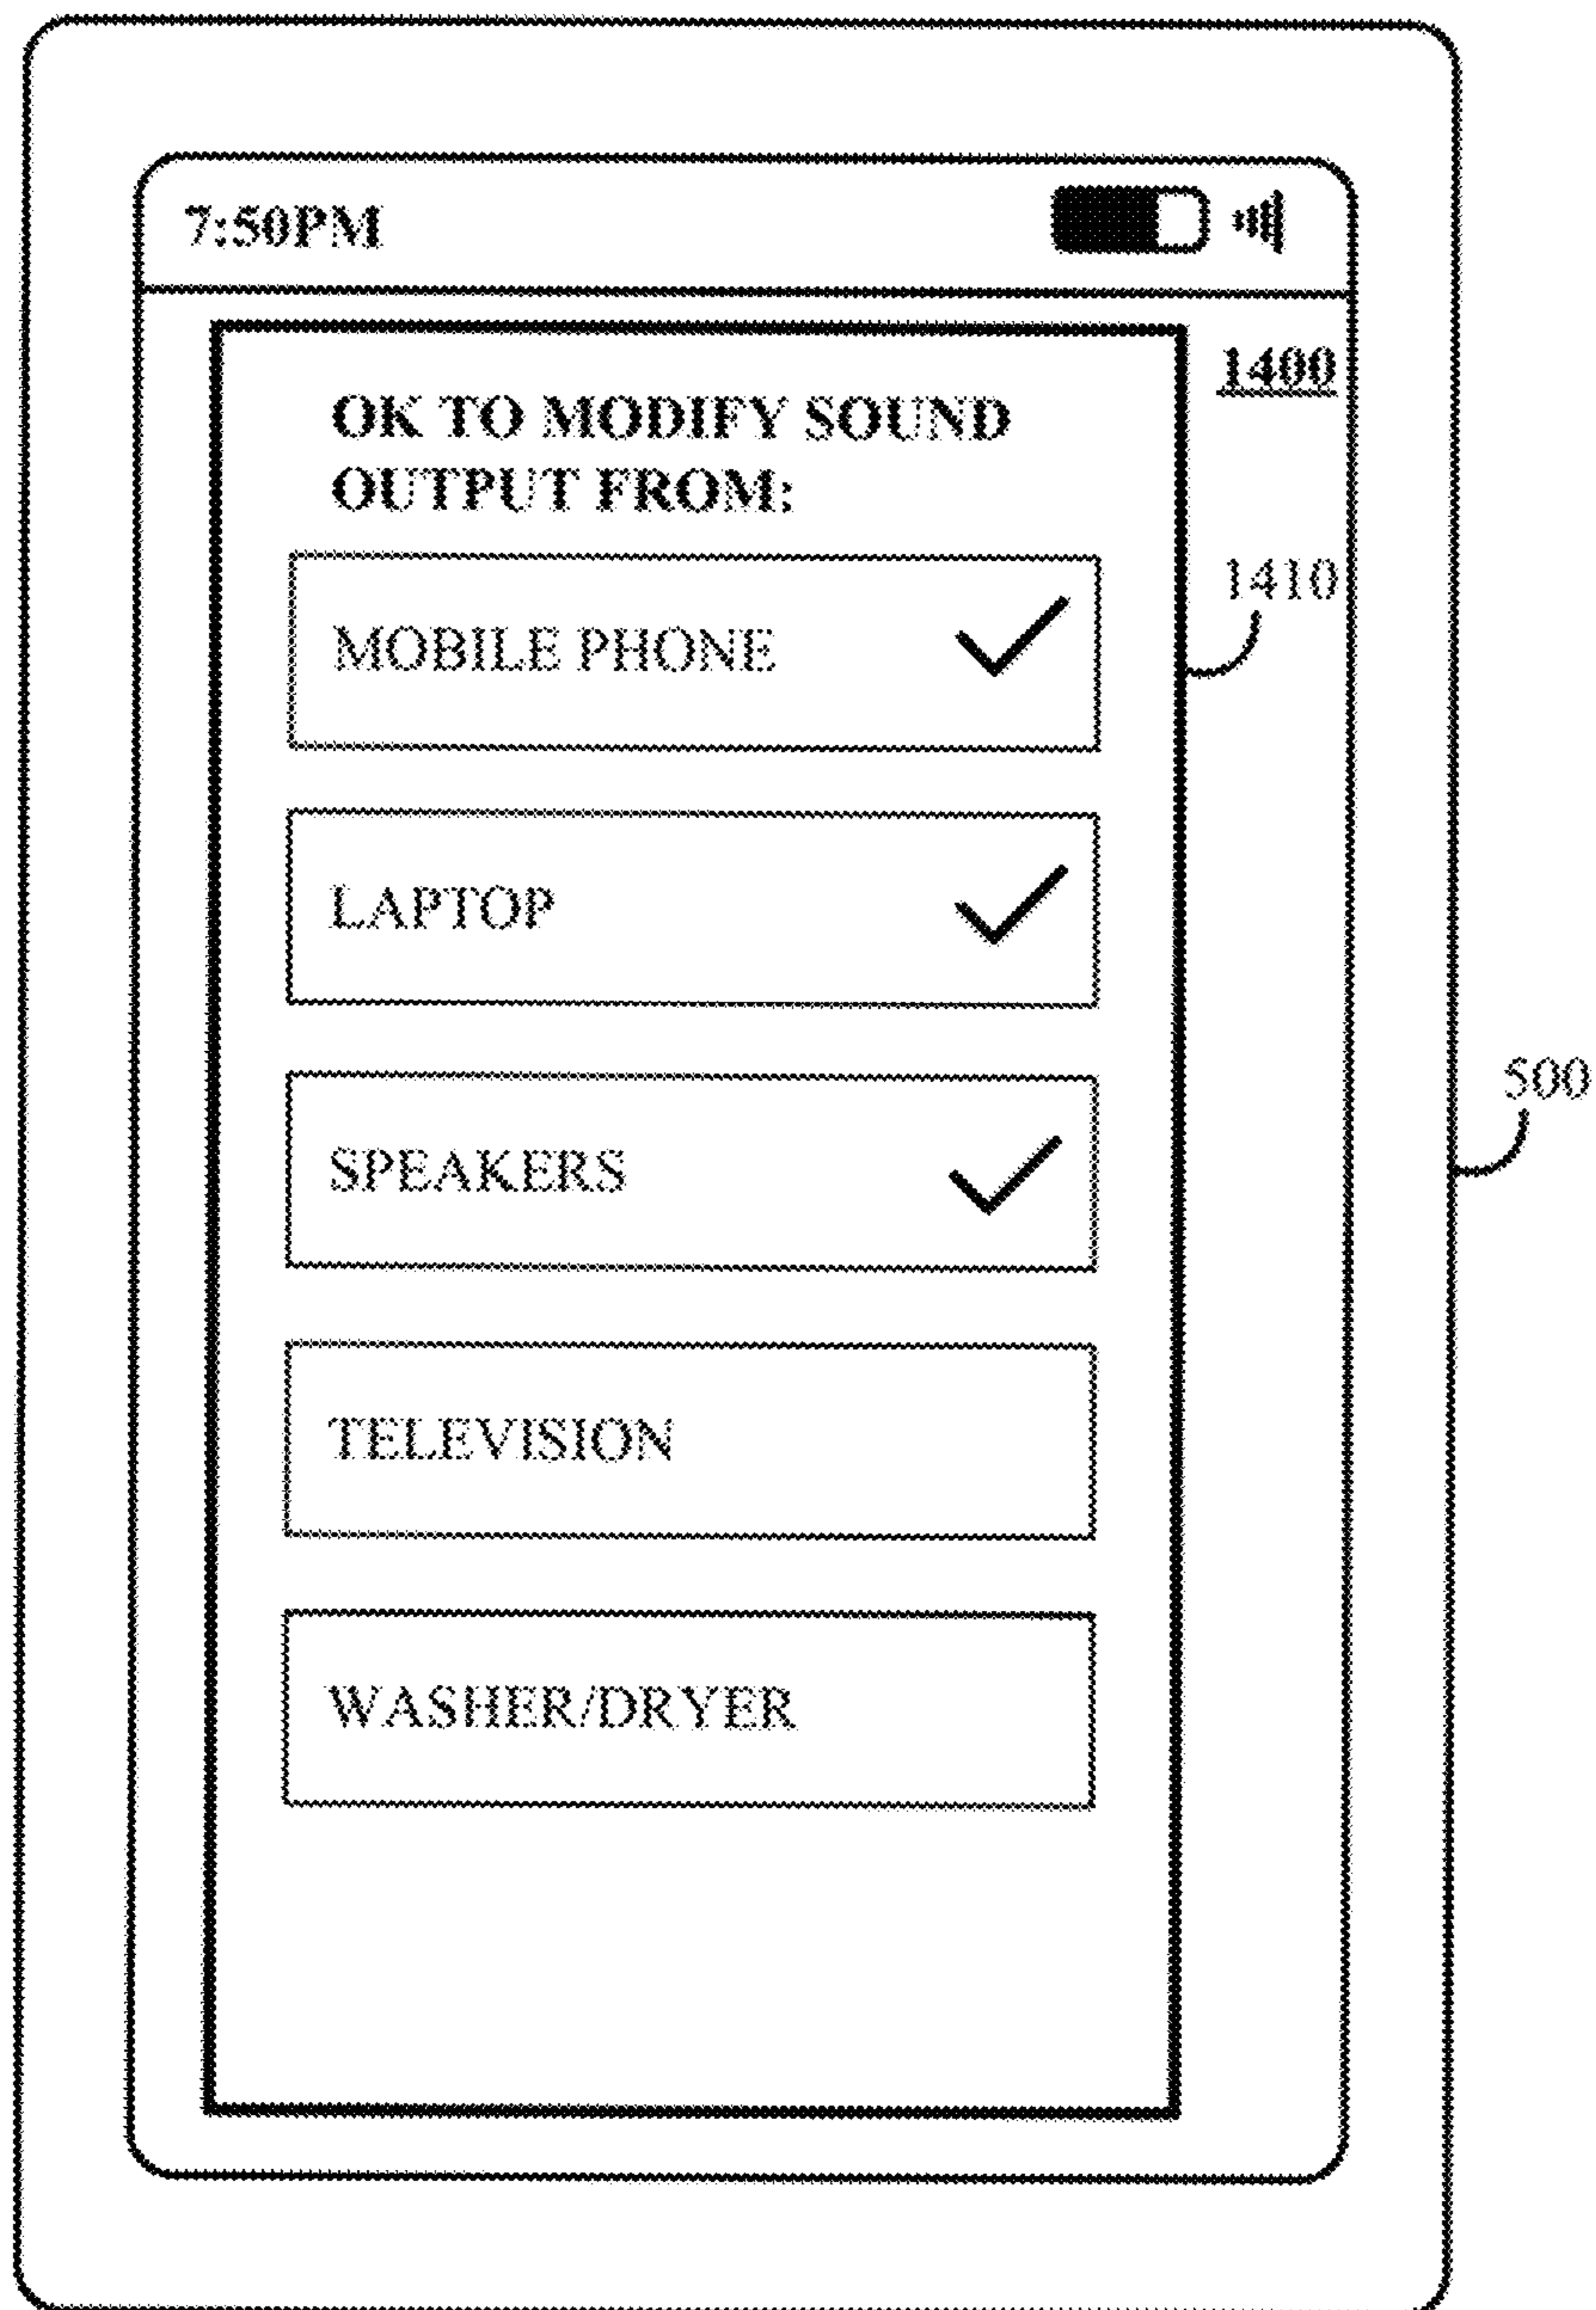 7:50PM
1400
OK TO MODIFY SOUND
OUTPUT FROM:
1410
MOBILE PHONE
LAPTOP
500
SPEAKERS
TELEVISION
WASHER/DRYER